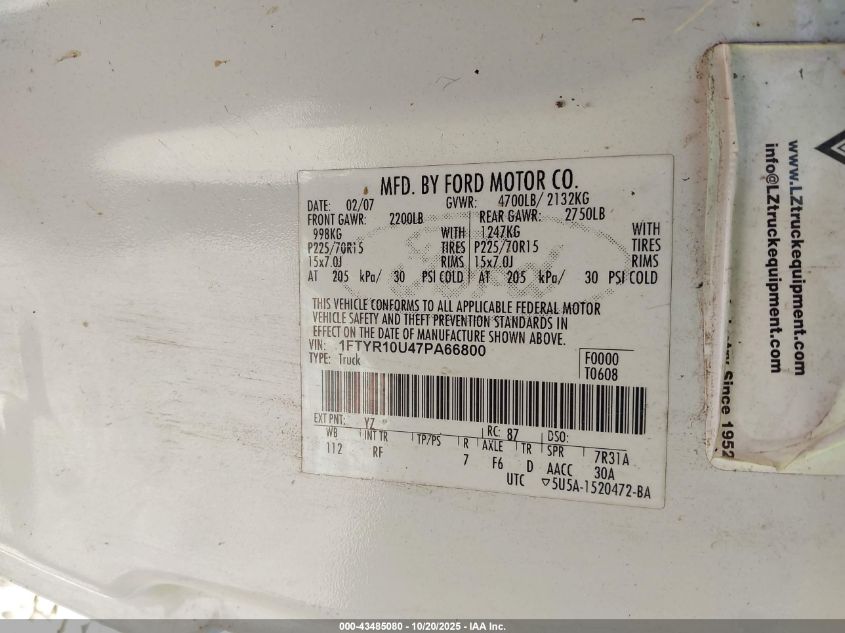 MFD. BY FORD MOTOR CO.
DATE: 02/07 GVWR: 4700LB/ 2132KG
FRONT GAWR: 2200LB REAR GAWR: 2750LB
998KG WITH 1247KG WITH
P225/70R15 TIRES P225/70R15 TIRES
15x7.0J RIMS 15x7.0J RIMS
AT 205 kPa/ 30 PSI COLD AT 205 kPa/ 30 PSI COLD
THIS VEHICLE CONFORMS TO ALL APPLICABLE FEDERAL MOTOR
VEHICLE SAFETY AND THEFT PREVENTION STANDARDS IN
EFFECT ON THE DATE OF MANUFACTURE SHOWN ABOVE.
VIN: 1FTYR10U47PA66800
TYPE: Truck
F0000
T0608
EXT PNT: YZ RC: 87 DSO:
WB INT TR TP/PS R AXLE TR SPR 7R31A
112 RF 7 F6 D AACC 30A
UTC ▽5U5A-1520472-BA
Ford
www.LZtruckequipment.com
info@LZtruckequipment.com
Since 1952
000-43485080 - 10/20/2025 - IAA Inc.